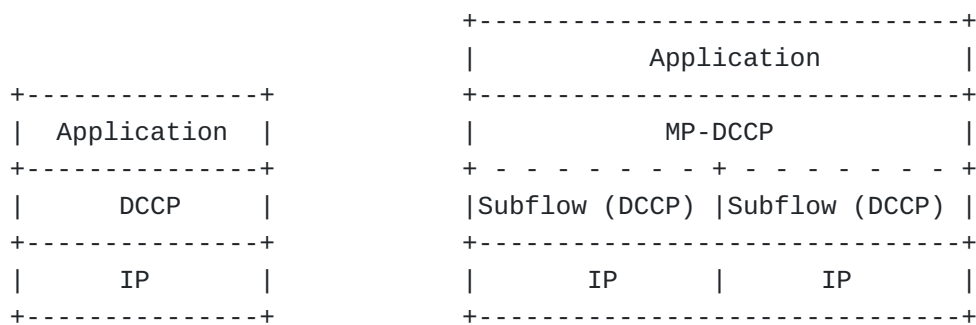 +-------------------------------+
                             |           Application         |
+---------------+            +-------------------------------+
|  Application  |            |            MP-DCCP            |
+---------------+            + - - - - - - - + - - - - - - - +
|      DCCP     |            |Subflow (DCCP) |Subflow (DCCP) |
+---------------+            +-------------------------------+
|      IP       |            |       IP      |      IP       |
+---------------+            +-------------------------------+